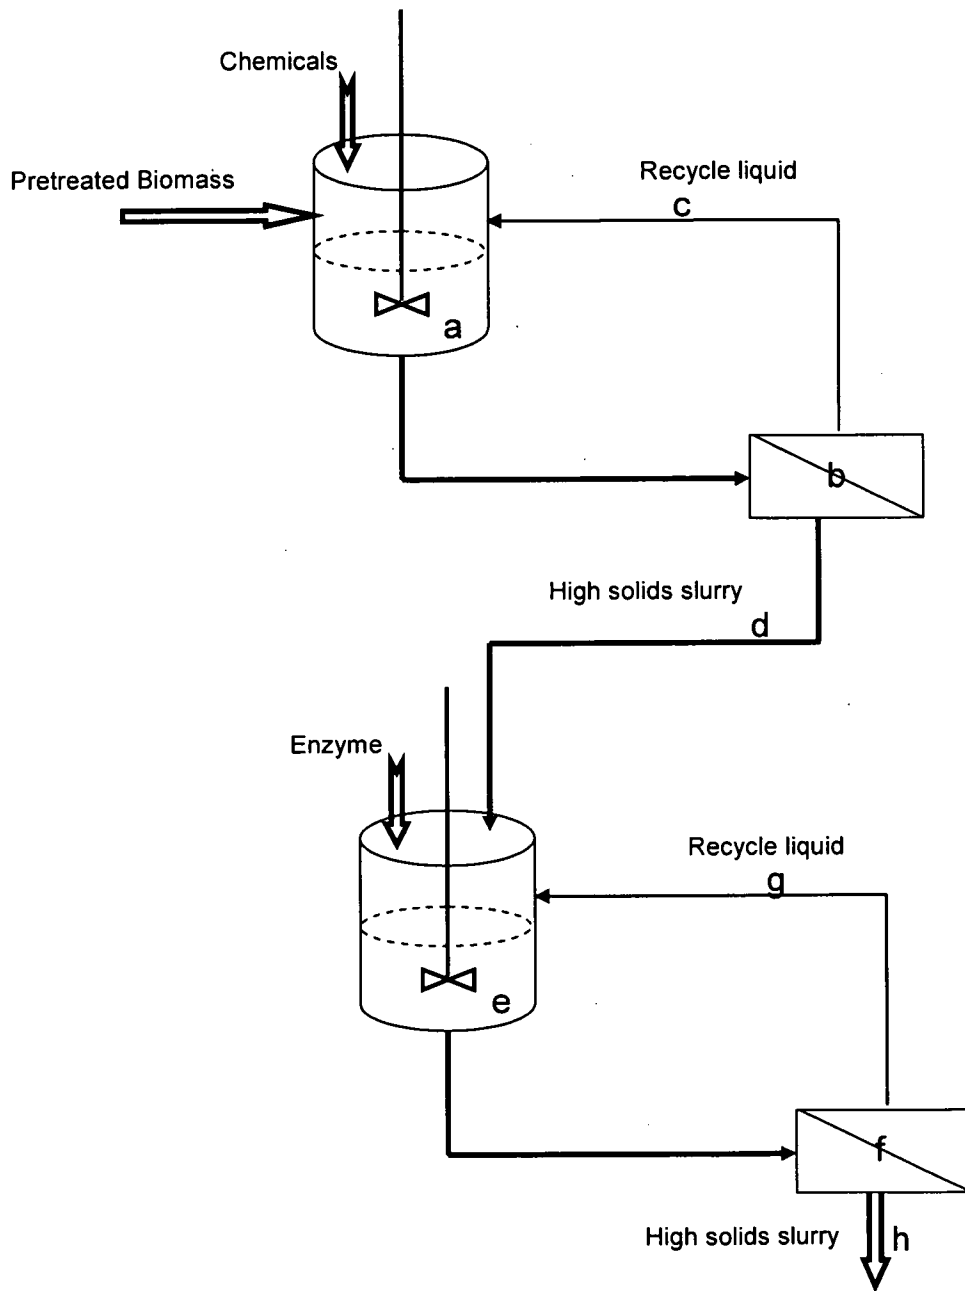 Chemicals
Pretreated Biomass
Recycle liquid
c
a
b
High solids slurry
d
Enzyme
Recycle liquid
g
e
f
High solids slurry
h